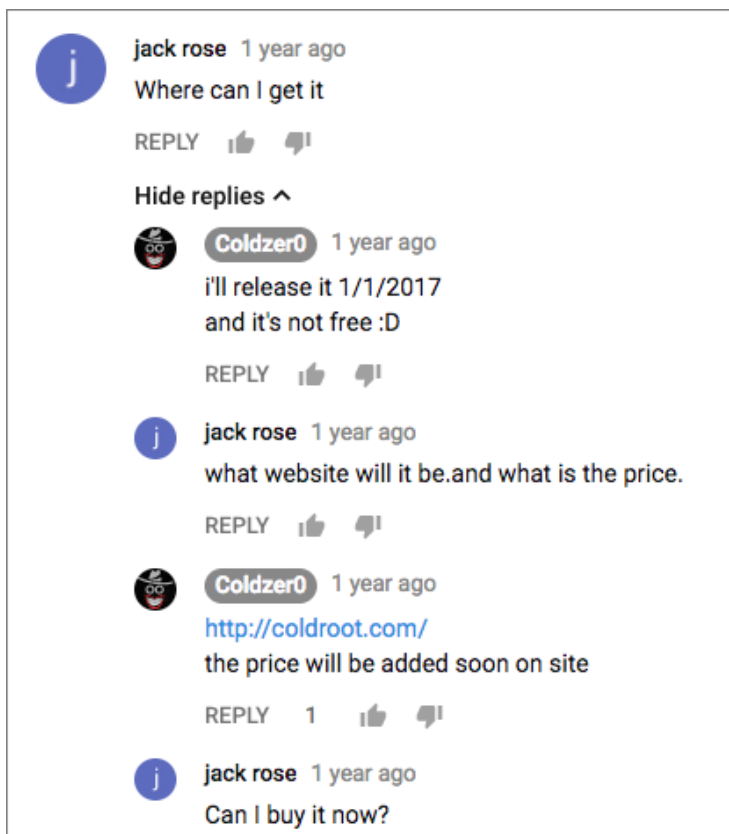 j
jack rose 1 year ago
Where can I get it
REPLY
Hide replies
Coldzer0 1 year ago
i'll release it 1/1/2017
and it's not free :D
REPLY
j
jack rose 1 year ago
what website will it be.and what is the price.
REPLY
Coldzer0 1 year ago
http://coldroot.com/
the price will be added soon on site
REPLY 1
j
jack rose 1 year ago
Can I buy it now?